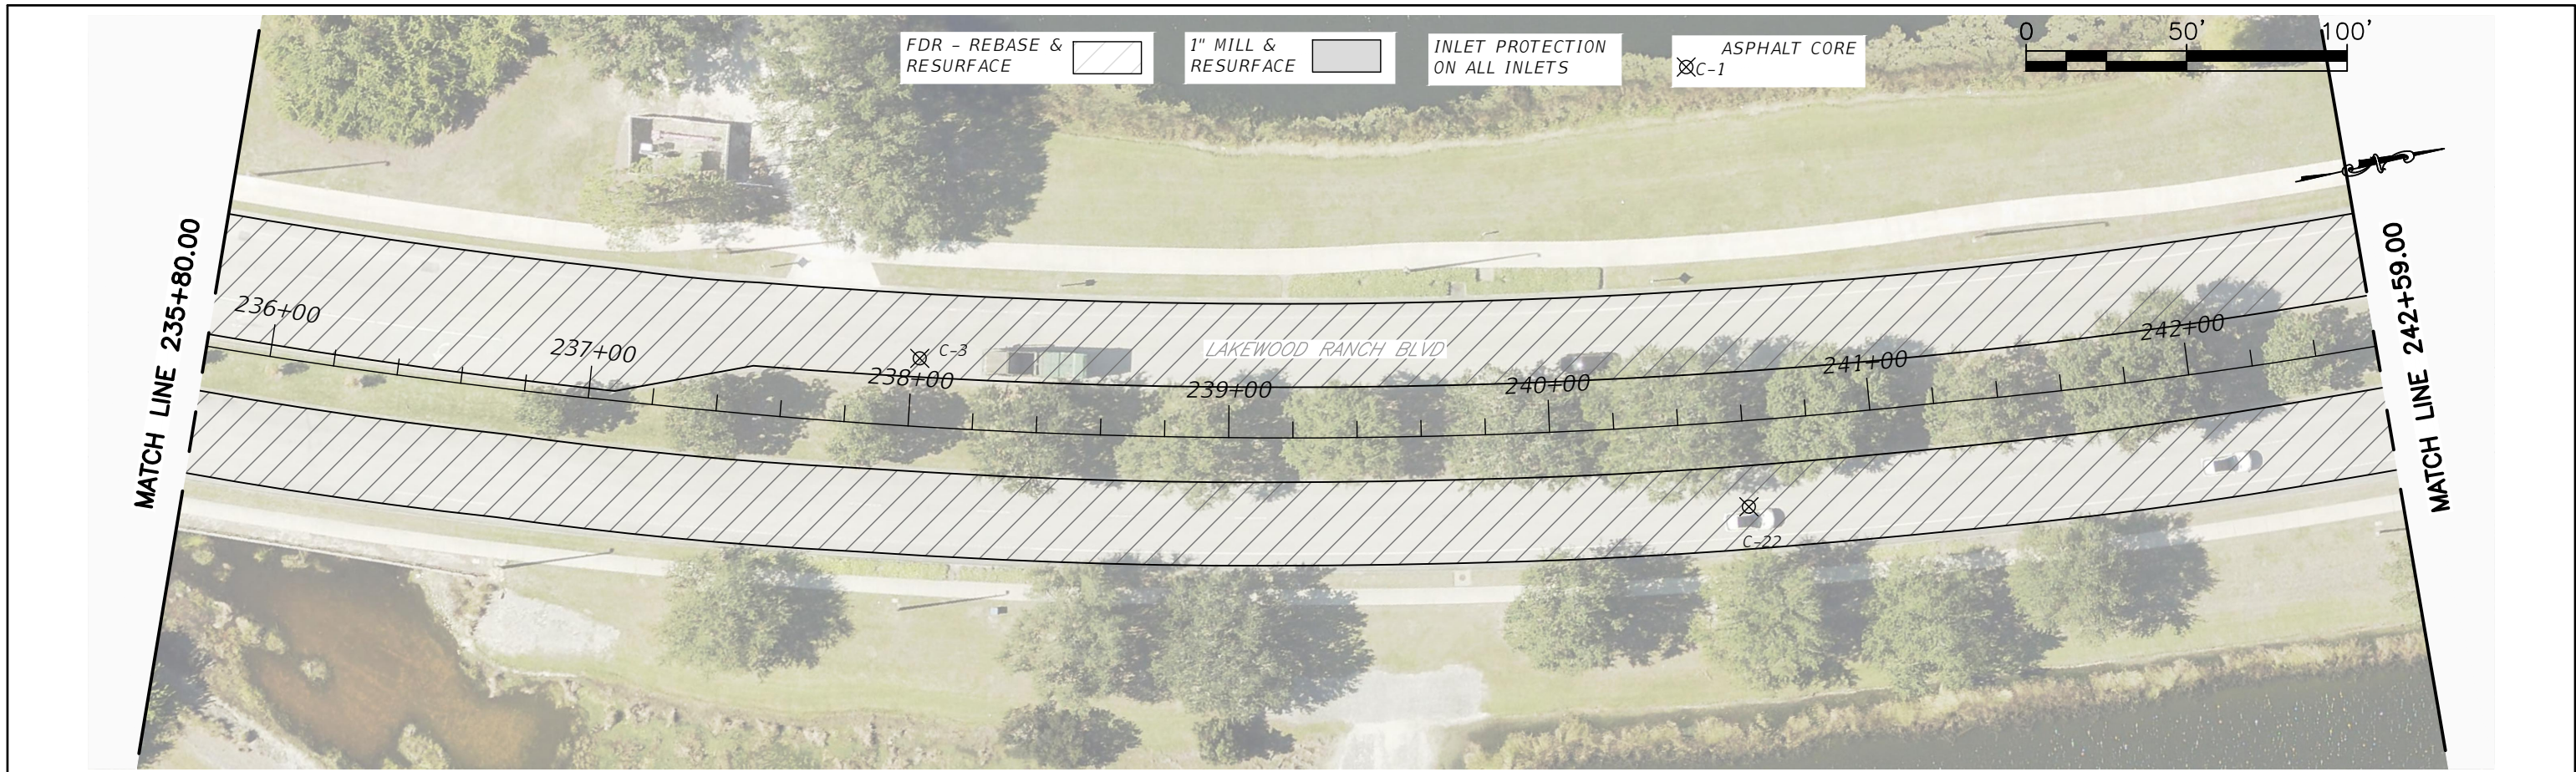 FDR - REBASE &
RESURFACE
1" MILL &
RESURFACE
INLET PROTECTION
ON ALL INLETS
ASPHALT CORE
C-1
0 50' 100'
MATCH LINE 235+80.00
MATCH LINE 242+59.00
236+00
237+00
238+00
239+00
240+00
241+00
242+00
C-3
LAKEWOOD RANCH BLVD
C-22